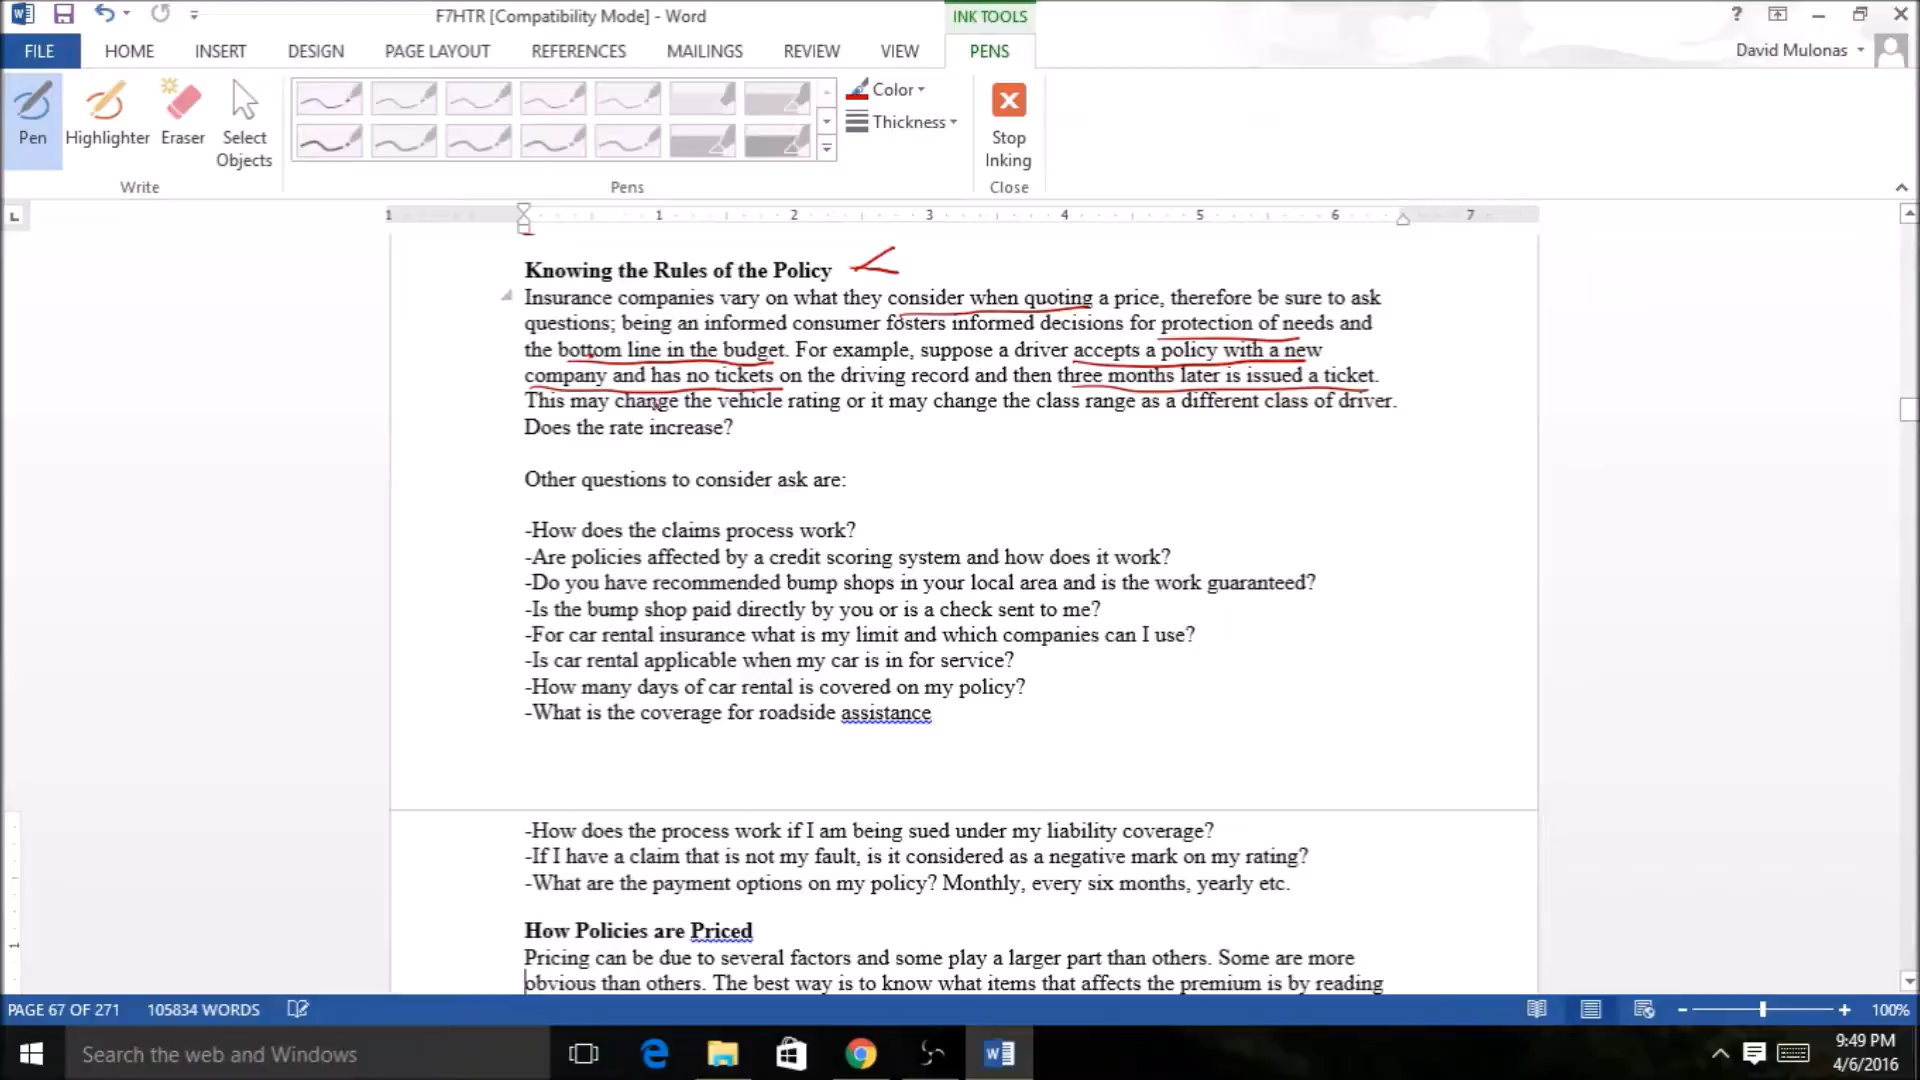 F7HTR [Compatibility Mode] - Word
INK TOOLS
?
FILE
HOME
INSERT
DESIGN
PAGE LAYOUT
REFERENCES
MAILINGS
REVIEW
VIEW
PENS
David Mulonas
Pen
Highlighter
Eraser
Select
Objects
Color
Thickness
Stop
Inking
Write
Pens
Close
1 1 2 3 4 5 6 7
Knowing the Rules of the Policy
Insurance companies vary on what they consider when quoting a price, therefore be sure to ask
questions; being an informed consumer fosters informed decisions for protection of needs and
the bottom line in the budget. For example, suppose a driver accepts a policy with a new
company and has no tickets on the driving record and then three months later is issued a ticket.
This may change the vehicle rating or it may change the class range as a different class of driver.
Does the rate increase?
Other questions to consider ask are:
-How does the claims process work?
-Are policies affected by a credit scoring system and how does it work?
-Do you have recommended bump shops in your local area and is the work guaranteed?
-Is the bump shop paid directly by you or is a check sent to me?
-For car rental insurance what is my limit and which companies can I use?
-Is car rental applicable when my car is in for service?
-How many days of car rental is covered on my policy?
-What is the coverage for roadside assistance
-How does the process work if I am being sued under my liability coverage?
-If I have a claim that is not my fault, is it considered as a negative mark on my rating?
-What are the payment options on my policy? Monthly, every six months, yearly etc.
How Policies are Priced
Pricing can be due to several factors and some play a larger part than others. Some are more
obvious than others. The best way is to know what items that affects the premium is by reading
1
PAGE 67 OF 271
105834 WORDS
100%
Search the web and Windows
9:49 PM
4/6/2016